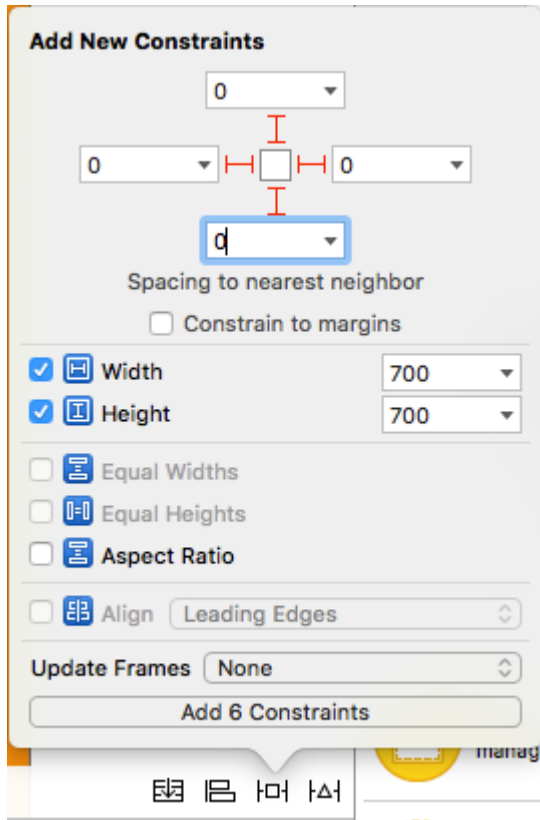 Add New Constraints
0
0 0
0
Spacing to nearest neighbor
Constrain to margins
Width 700
Height 700
Equal Widths
Equal Heights
Aspect Ratio
Align Leading Edges
Update Frames None
Add 6 Constraints
manag